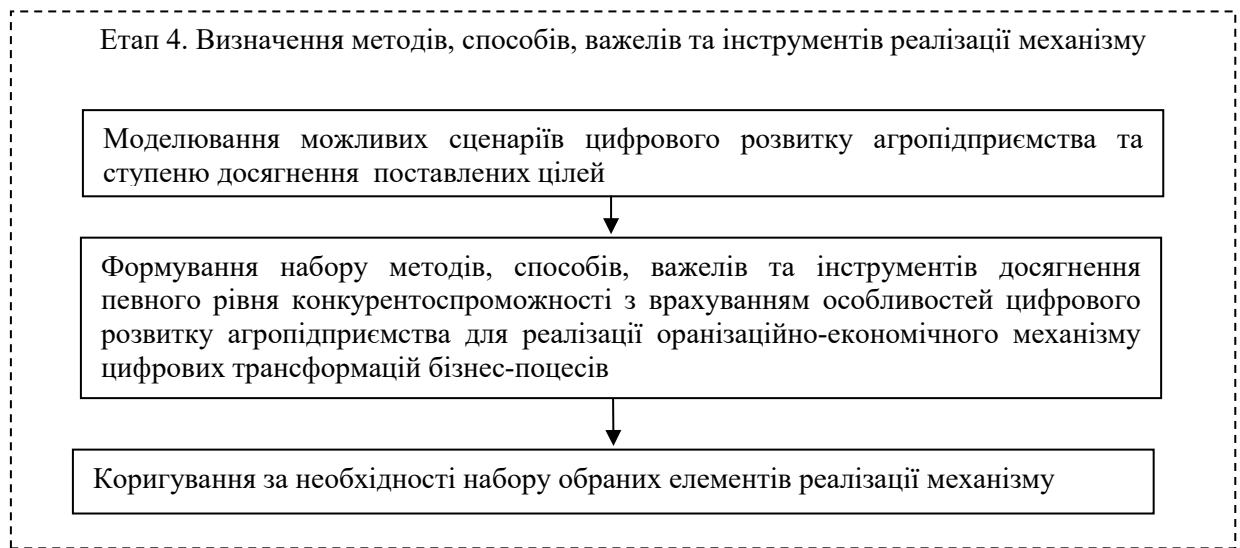 Етап 4. Визначення методів, способів, важелів та інструментів реалізації механізму
Моделювання можливих сценаріїв цифрового розвитку агропідприємства та
ступеню досягнення поставлених цілей
Формування набору методів, способів, важелів та інструментів досягнення
певного рівня конкурентоспроможності з врахуванням особливостей цифрового
розвитку агропідприємства для реалізації оранізаційно-економічного механізму
цифрових трансформацій бізнес-поцесів
Коригування за необхідності набору обраних елементів реалізації механізму